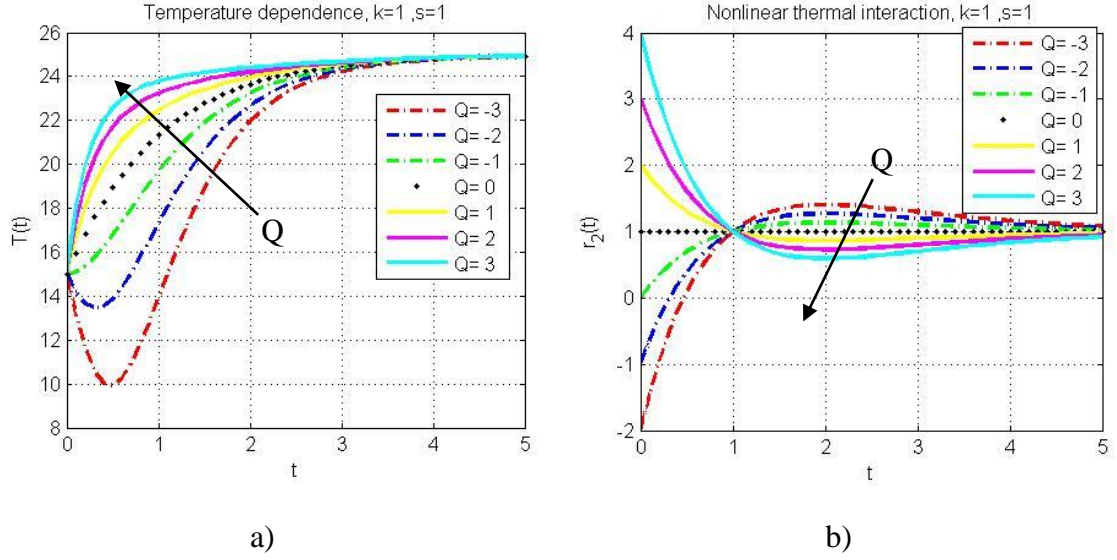 Temperature dependence, k=1 ,s=1
26
24
22
20
18
16
14
12
10
8
0
1
2
3
4
5
T(t)
t
Q= -3
Q= -2
Q= -1
Q= 0
Q= 1
Q= 2
Q= 3
Q
a)
Nonlinear thermal interaction, k=1 ,s=1
4
3
2
1
0
-1
-2
0
1
2
3
4
5
r2(t)
t
Q= -3
Q= -2
Q= -1
Q= 0
Q= 1
Q= 2
Q= 3
Q
b)